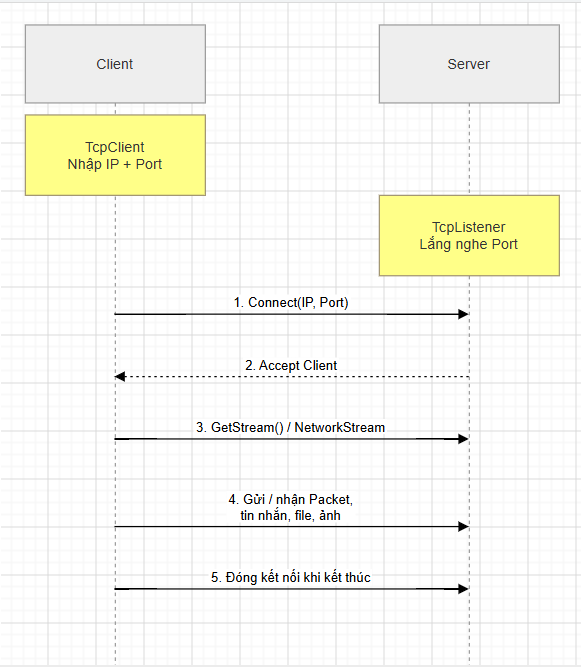 Client
Server
TcpClient
Nhập IP + Port
TcpListener
Lắng nghe Port
1. Connect(IP, Port)
2. Accept Client
3. GetStream() / NetworkStream
4. Gửi / nhận Packet,
tin nhắn, file, ảnh
5. Đóng kết nối khi kết thúc